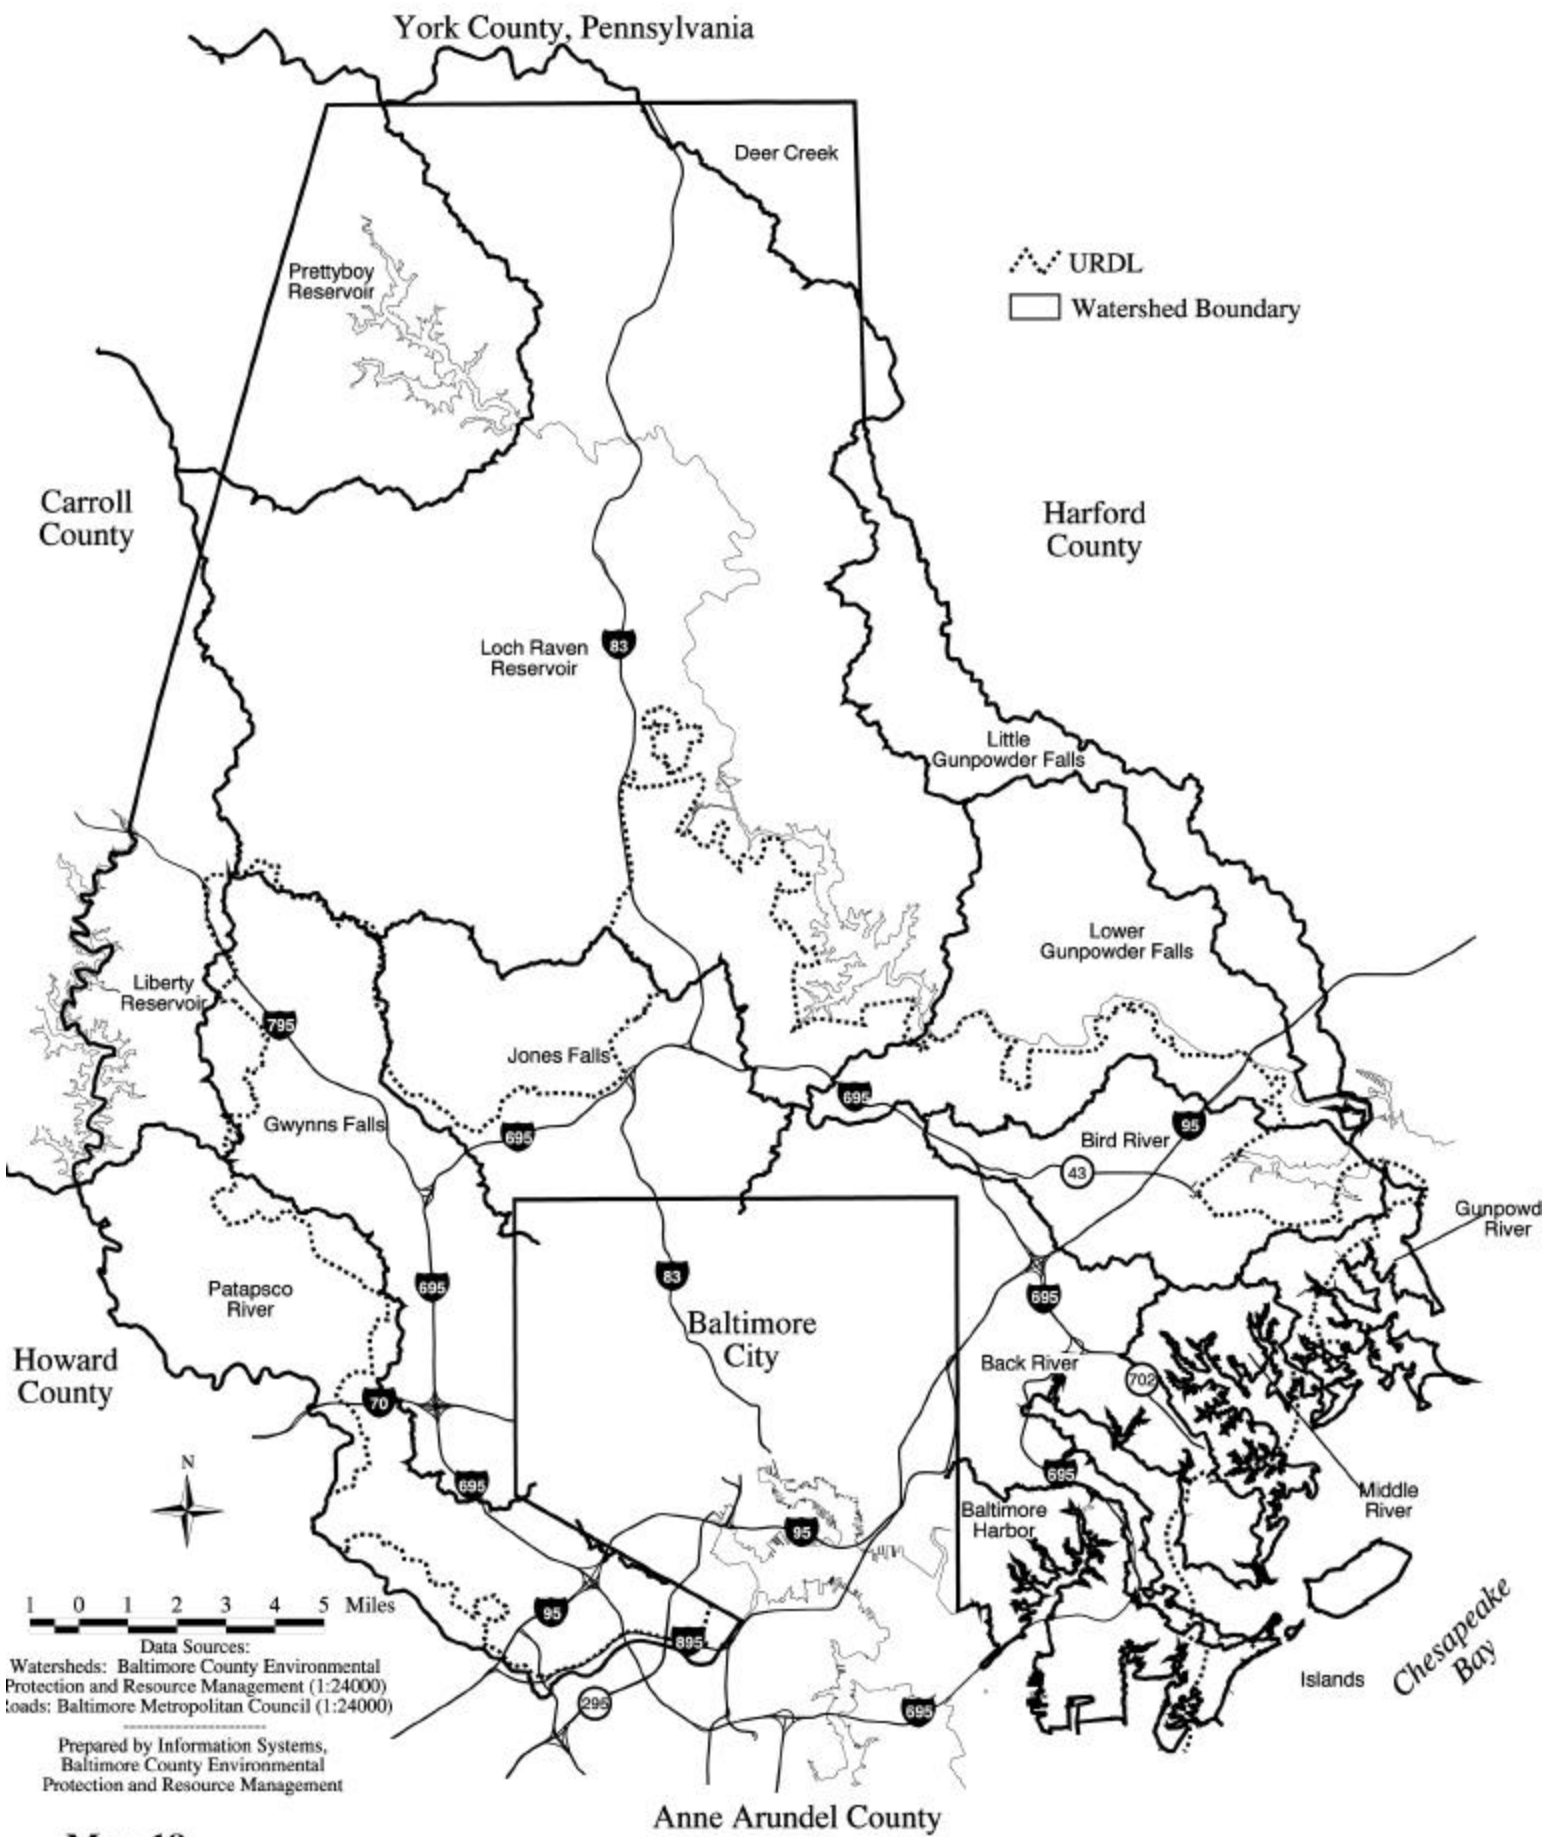 York County, Pennsylvania
Deer Creek
URDL
Watershed Boundary
Prettyboy
Reservoir
Carroll
County
Harford
County
83
Loch Raven
Reservoir
Little
Gunpowder Falls
Lower
Gunpowder Falls
Liberty
Reservoir
795
Jones Falls
695
Gwynns Falls
695
95
Bird River
43
Gunpowd
River
Patapsco
River
695
83
695
Baltimore
City
Howard
County
Back River
702
70
N
695
695
Middle
River
Baltimore
Harbor
95
1 0 1 2 3 4 5 Miles
95
895
Chesapeake
Bay
Islands
295
695
Data Sources:
Watersheds: Baltimore County Environmental
Protection and Resource Management (1:24000)
oads: Baltimore Metropolitan Council (1:24000)
-----------------------
Prepared by Information Systems,
Baltimore County Environmental
Protection and Resource Management
Anne Arundel County